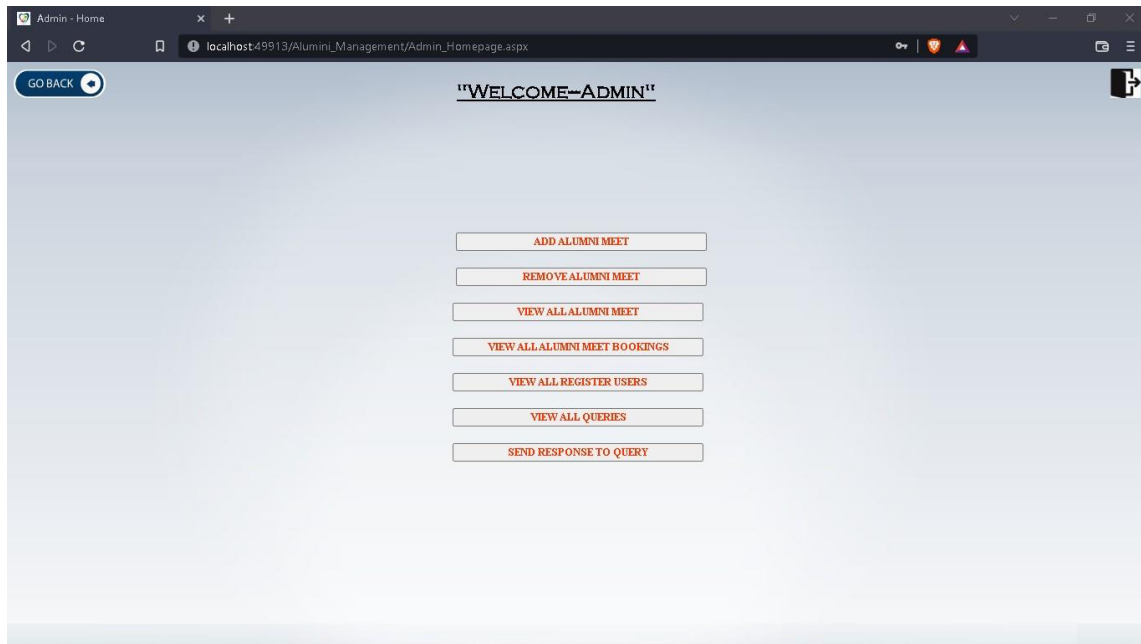 Admin - Home
localhost:49913/Alumini_Management/Admin_Homepage.aspx
GO BACK
"WELCOME--ADMIN"
ADD ALUMNI MEET
REMOVE ALUMNI MEET
VIEW ALL ALUMNI MEET
VIEW ALL ALUMNI MEET BOOKINGS
VIEW ALL REGISTER USERS
VIEW ALL QUERIES
SEND RESPONSE TO QUERY